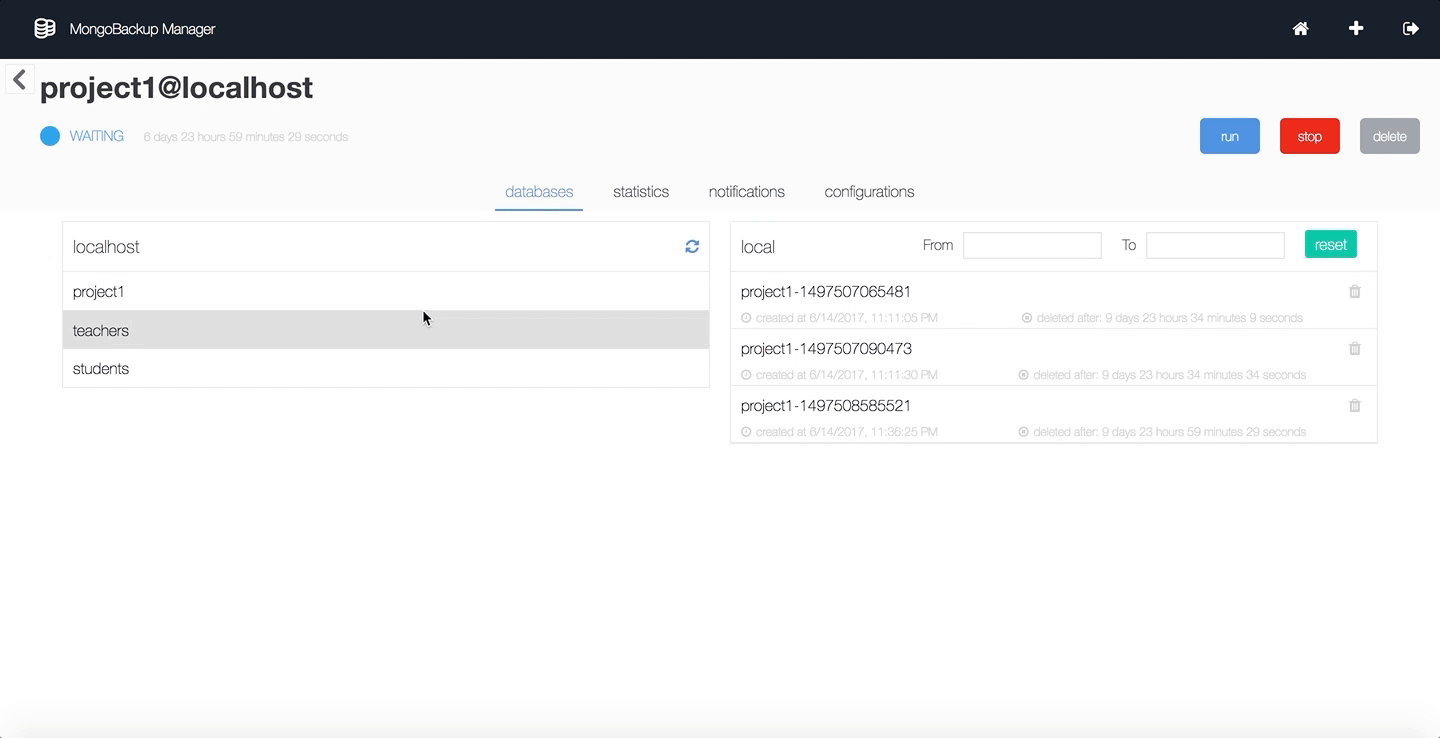 MongoBackup Manager
project1@localhost
WAITING 6 days 23 hours 59 minutes 29 seconds
run stop delete
databases statistics notifications configurations
localhost
project1
teachers
students
local From To reset
project1-1497507065481
created at 6/14/2017, 11:11:05 PM deleted after: 9 days 23 hours 34 minutes 9 seconds
project1-1497507090473
created at 6/14/2017, 11:11:30 PM deleted after: 9 days 23 hours 34 minutes 34 seconds
project1-1497508585521
created at 6/14/2017, 11:36:25 PM deleted after: 9 days 23 hours 59 minutes 29 seconds